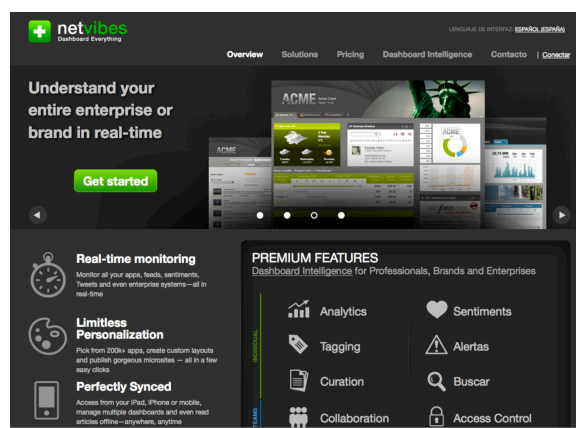 netvibes
Dashboard Everything
LENGUAJE DE INTERFAZ: ESPAÑOL (ESPAÑA)
Overview Solutions Pricing Dashboard Intelligence Contacto | Conectar
Understand your
entire enterprise or
brand in real-time
Get started
ACME
ACME
ACME
Real-time monitoring
Monitor all your apps, feeds, sentiments,
Tweets and even enterprise systems—all in
real-time
Limitless
Personalization
Pick from 200k+ apps, create custom layouts
and publish gorgeous microsites — all in a few
easy clicks
Perfectly Synced
Access from your iPad, iPhone or mobile,
manage multiple dashboards and even read
articles offline—anywhere, anytime
PREMIUM FEATURES
Dashboard Intelligence for Professionals, Brands and Enterprises
INDIVIDUAL
Analytics Sentiments
Tagging Alertas
Curation Buscar
TEAMS
Collaboration Access Control